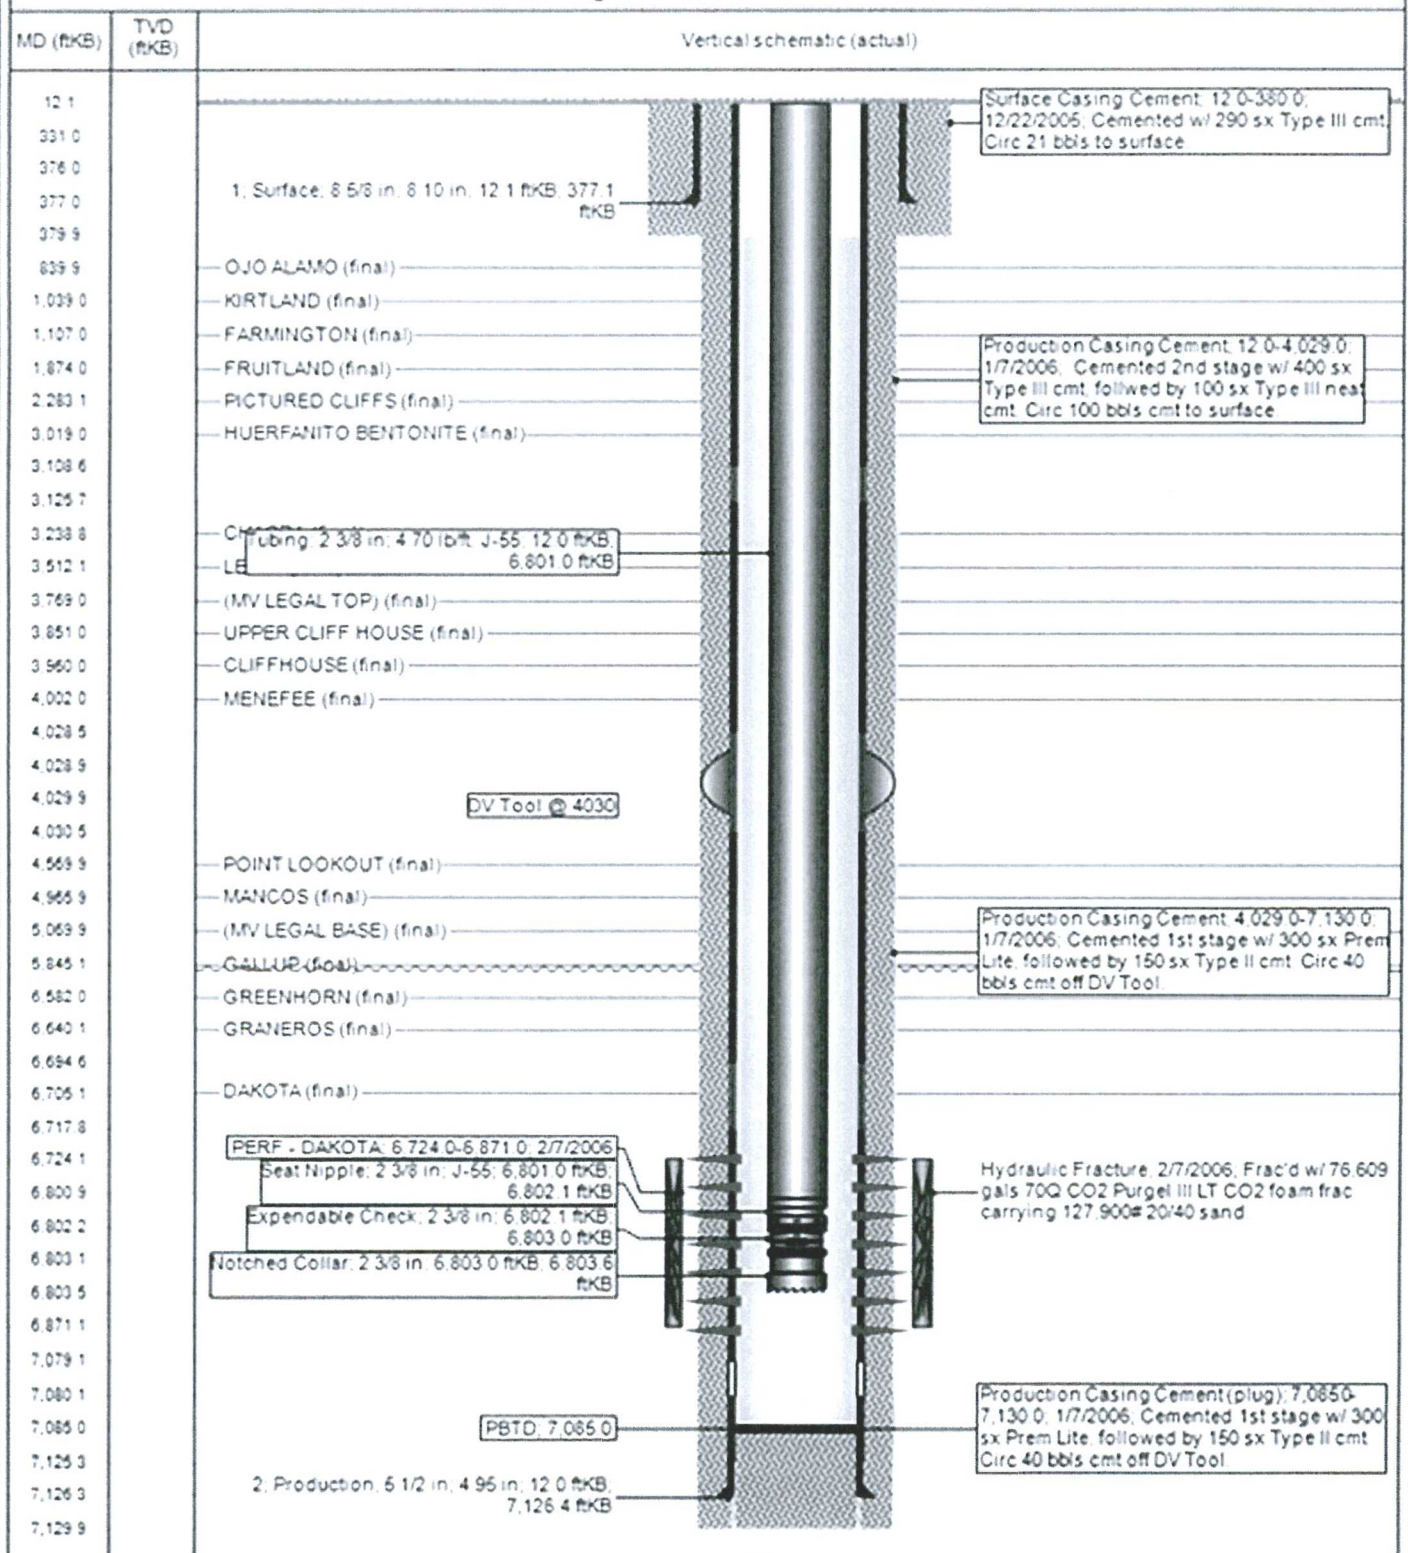 MD (ftKB)
TVD
(ftKB)
Vertical schematic (actual)
12.1
331.0
376.0
377.0
379.9
839.9
1,039.0
1,107.0
1,874.0
2,283.1
3,019.0
3,108.6
3,125.7
3,238.8
3,512.1
3,769.0
3,851.0
3,960.0
4,002.0
4,028.5
4,028.9
4,029.9
4,030.5
4,569.9
4,965.9
5,069.9
5,845.1
6,582.0
6,640.1
6,694.6
6,705.1
6,717.8
6,724.1
6,800.9
6,802.2
6,803.1
6,803.5
6,871.1
7,079.1
7,080.1
7,085.0
7,125.3
7,126.3
7,129.9
1; Surface; 8 5/8 in; 8.10 in; 12.1 ftKB; 377.1
ftKB
OJO ALAMO (final)
KIRTLAND (final)
FARMINGTON (final)
FRUITLAND (final)
PICTURED CLIFFS (final)
HUERFANITO BENTONITE (final)
Tubing; 2 3/8 in; 4.70 lb/ft; J-55; 12.0 ftKB;
6,801.0 ftKB
(MV LEGAL TOP) (final)
UPPER CLIFF HOUSE (final)
CLIFFHOUSE (final)
MENEFEE (final)
DV Tool @ 4030
POINT LOOKOUT (final)
MANCOS (final)
(MV LEGAL BASE) (final)
GALLUP (final)
GREENHORN (final)
GRANEROS (final)
DAKOTA (final)
PERF - DAKOTA; 6,724.0-6,871.0; 2/7/2006
Seat Nipple; 2 3/8 in; J-55; 6,801.0 ftKB;
6,802.1 ftKB
Expendable Check; 2 3/8 in; 6,802.1 ftKB;
6,803.0 ftKB
Notched Collar; 2 3/8 in; 6,803.0 ftKB; 6,803.6
ftKB
PBTD; 7,085.0
2; Production; 5 1/2 in; 4.95 in; 12.0 ftKB;
7,126.4 ftKB
Surface Casing Cement; 12.0-380.0;
12/22/2005; Cemented w/ 290 sx Type III cmt.
Circ 21 bbls to surface
Production Casing Cement; 12.0-4,029.0;
1/7/2006; Cemented 2nd stage w/ 400 sx
Type III cmt, follwed by 100 sx Type III neat
cmt. Circ 100 bbls cmt to surface.
Production Casing Cement; 4,029.0-7,130.0;
1/7/2006; Cemented 1st stage w/ 300 sx Prem
Lite, followed by 150 sx Type II cmt. Circ 40
bbls cmt off DV Tool.
Hydraulic Fracture; 2/7/2006; Frac'd w/ 76,609
gals 70Q CO2 Purgel III LT CO2 foam frac
carrying 127,900# 20/40 sand
Production Casing Cement (plug); 7,085.0-
7,130.0; 1/7/2006; Cemented 1st stage w/ 300
sx Prem Lite, followed by 150 sx Type II cmt.
Circ 40 bbls cmt off DV Tool.